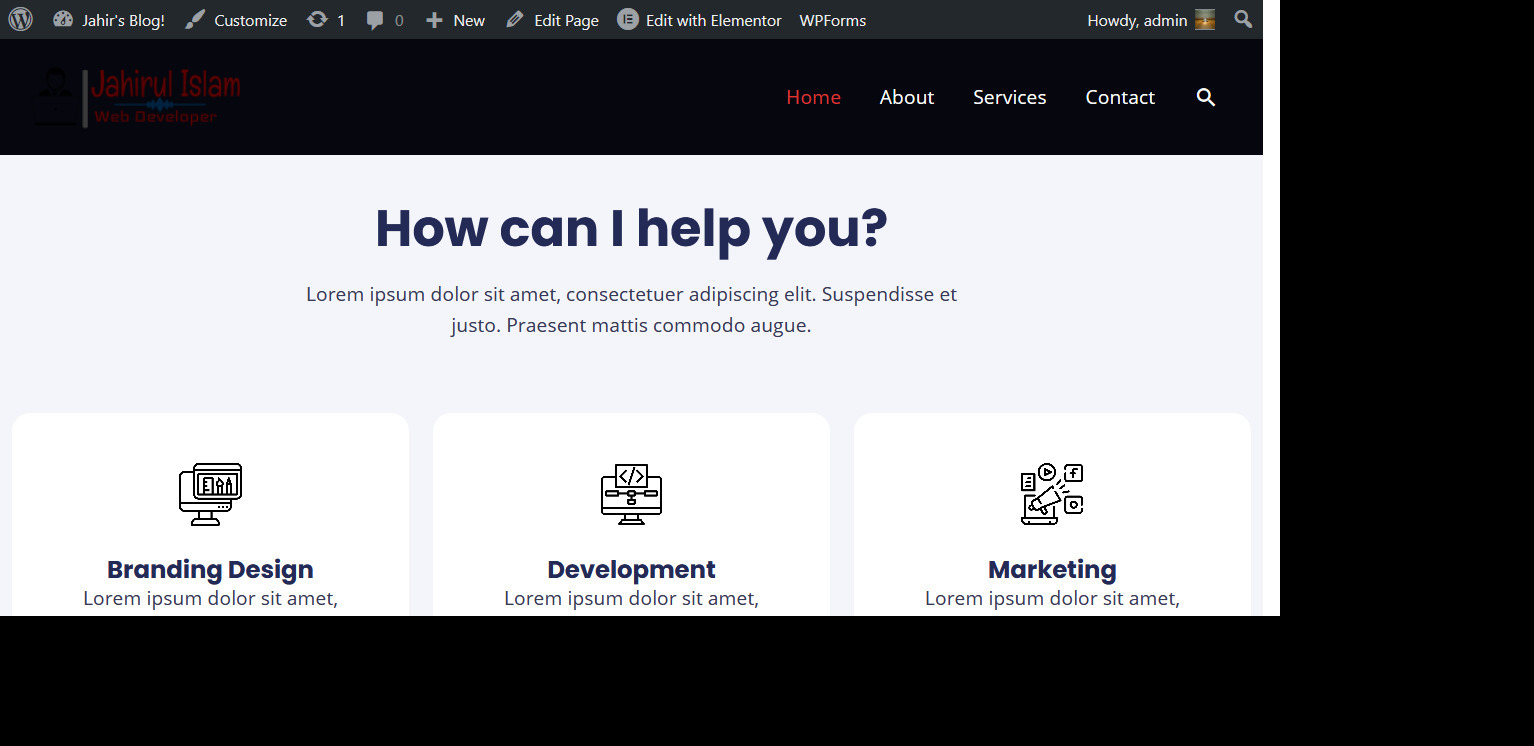 Jahir's Blog! Customize 1 0 New Edit Page Edit with Elementor WPForms Howdy, admin
Jahirul Islam
Web Developer
Home About Services Contact
How can I help you?
Lorem ipsum dolor sit amet, consectetuer adipiscing elit. Suspendisse et
justo. Praesent mattis commodo augue.
Branding Design
Lorem ipsum dolor sit amet,
Development
Lorem ipsum dolor sit amet,
Marketing
Lorem ipsum dolor sit amet,